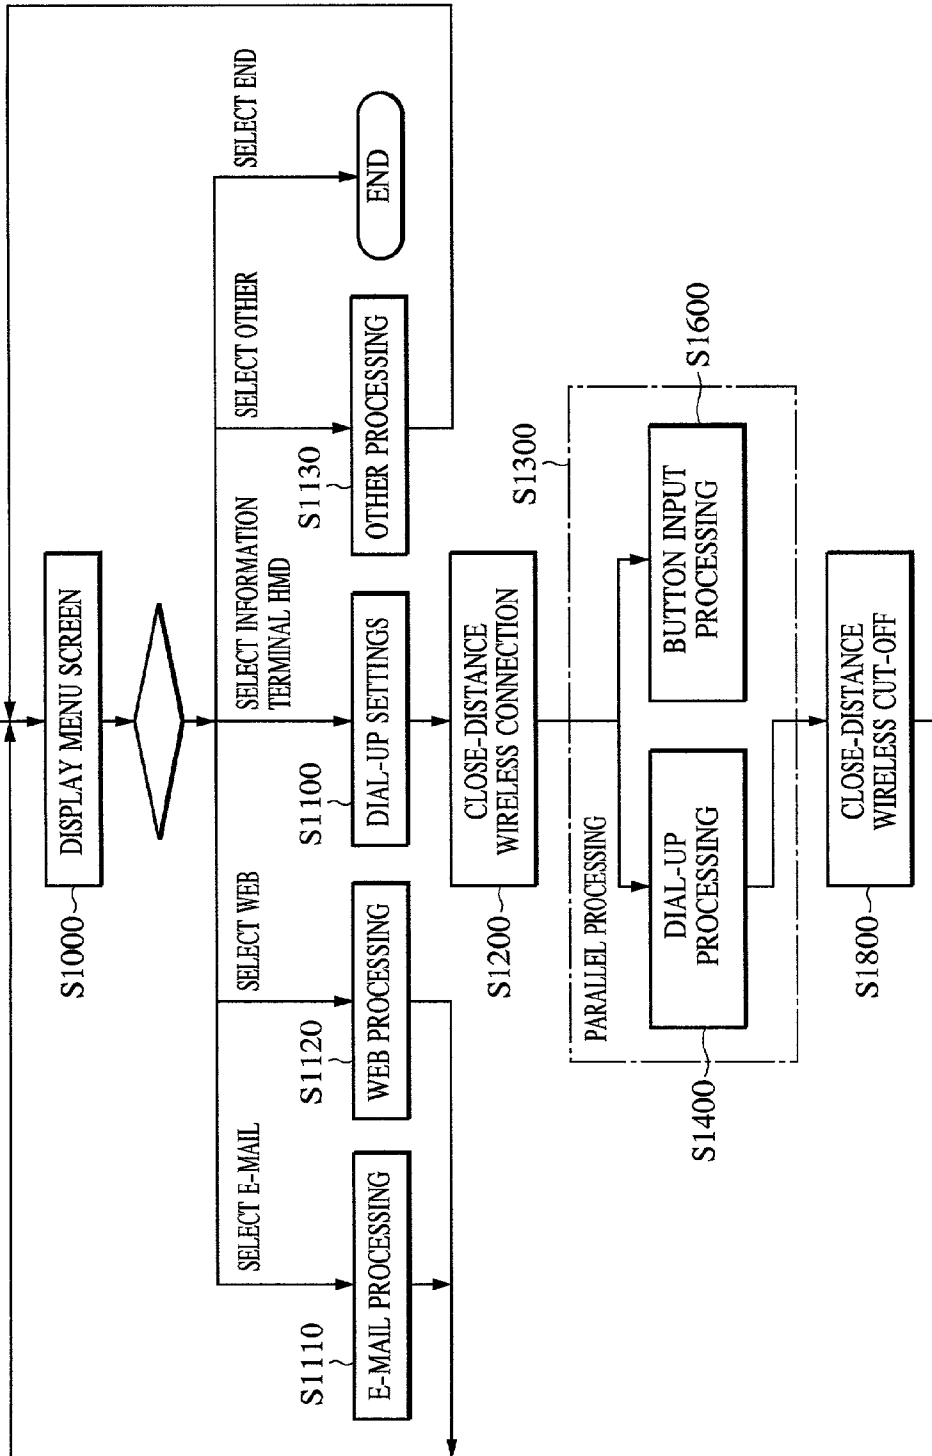 S1000
DISPLAY MENU SCREEN
SELECT E-MAIL
SELECT WEB
SELECT INFORMATION
TERMINAL HMD
SELECT OTHER
SELECT END
S1110
E-MAIL PROCESSING
S1120
WEB PROCESSING
S1100
DIAL-UP SETTINGS
S1130
OTHER PROCESSING
END
S1200
CLOSE-DISTANCE
WIRELESS CONNECTION
S1300
PARALLEL PROCESSING
S1400
DIAL-UP
PROCESSING
BUTTON INPUT
PROCESSING
S1600
S1800
CLOSE-DISTANCE
WIRELESS CUT-OFF